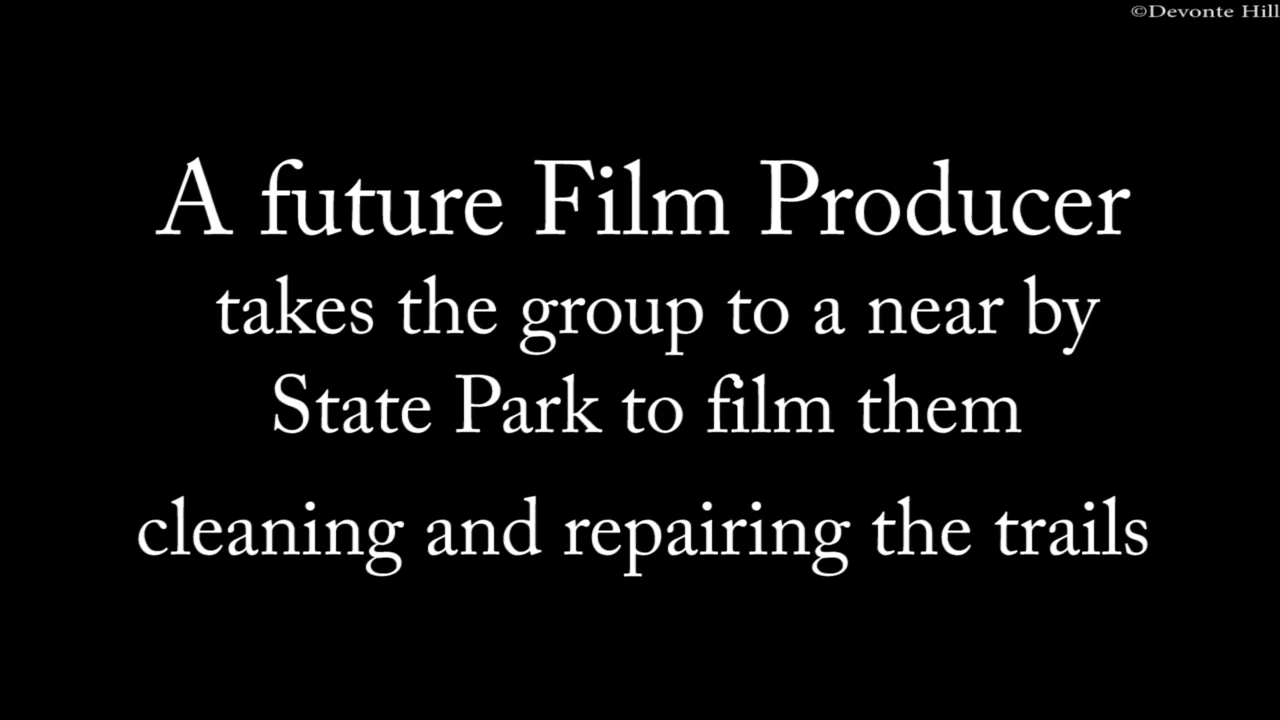 ©Devonte Hill
A future Film Producer
takes the group to a near by
State Park to film them
cleaning and repairing the trails